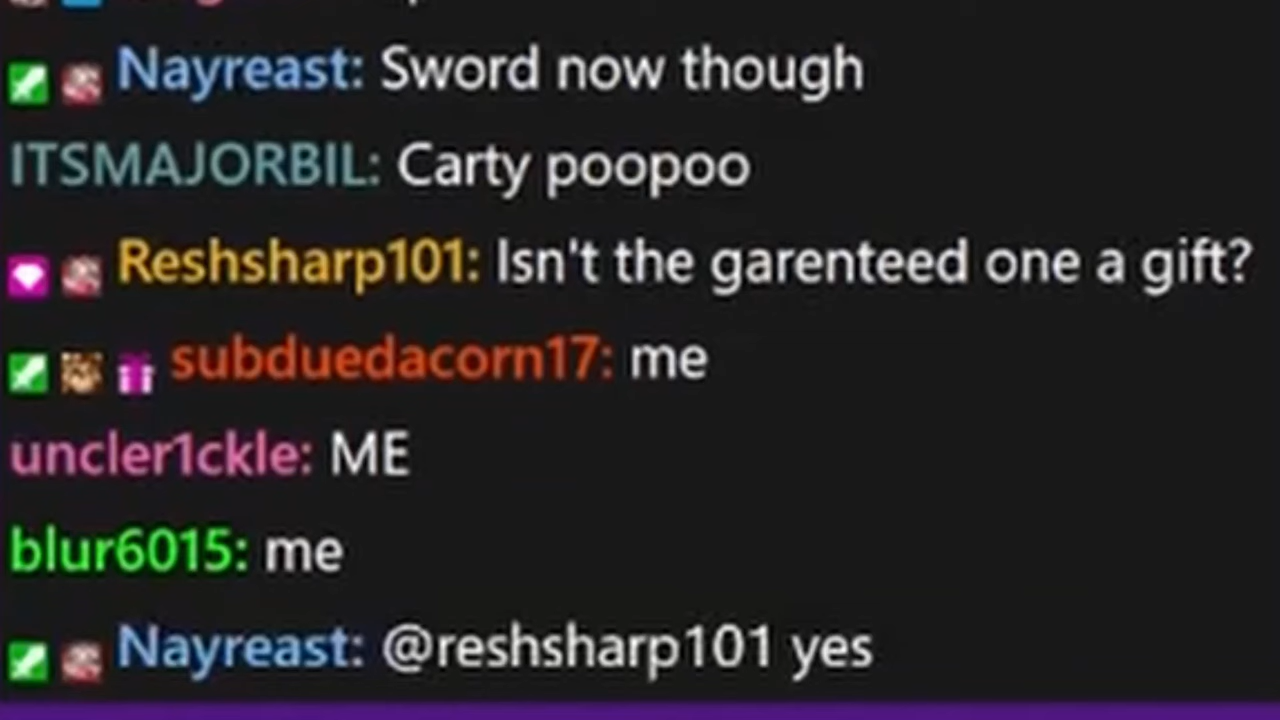 Nayreast: Sword now though
ITSMAJORBIL: Carty poopoo
Reshsharp101: Isn't the garenteed one a gift?
subduedacorn17: me
uncler1ckle: ME
blur6015: me
Nayreast: @reshsharp101 yes